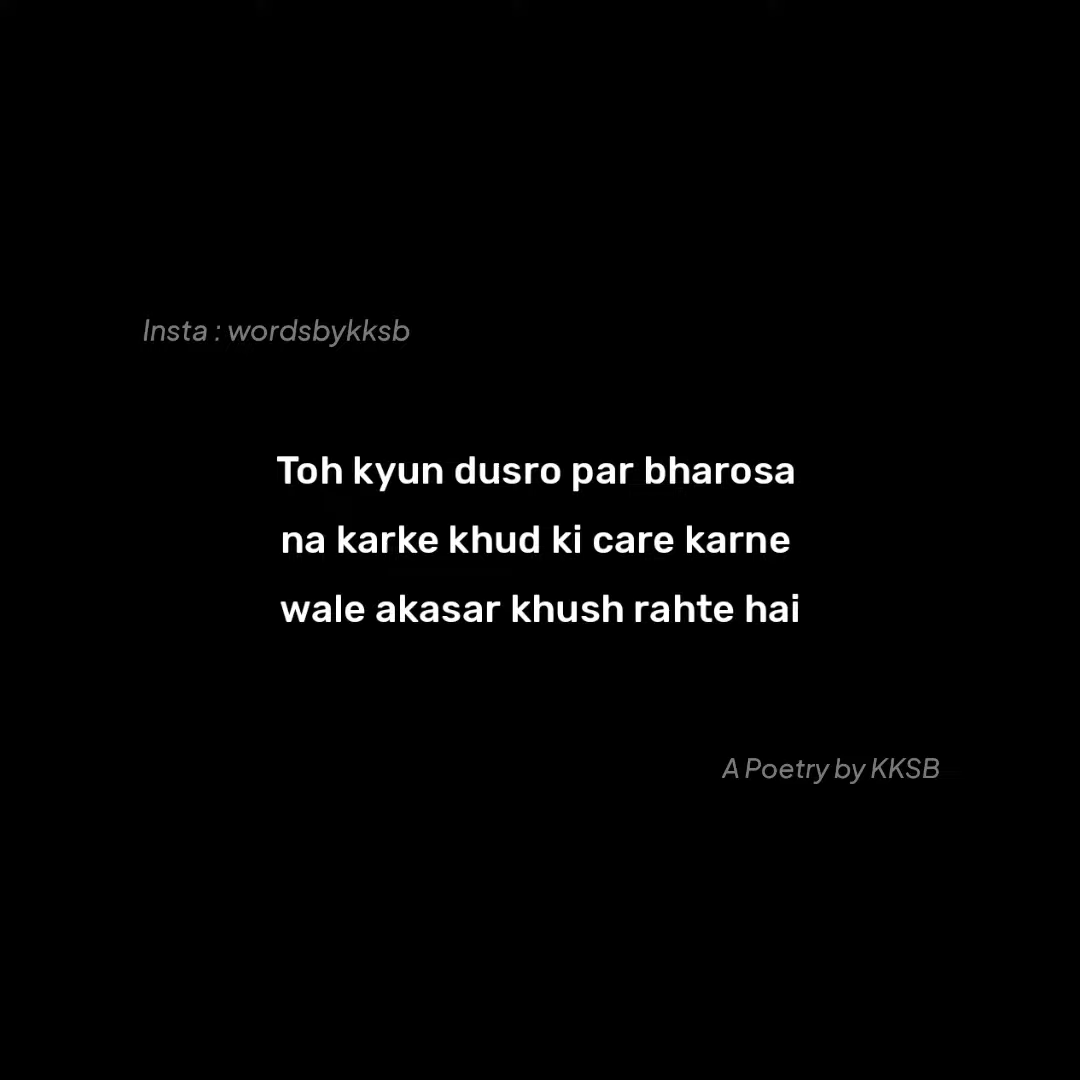 Insta : wordsbykksb
Toh kyun dusro par bharosa
na karke khud ki care karne
wale akasar khush rahte hai
A Poetry by KKSB